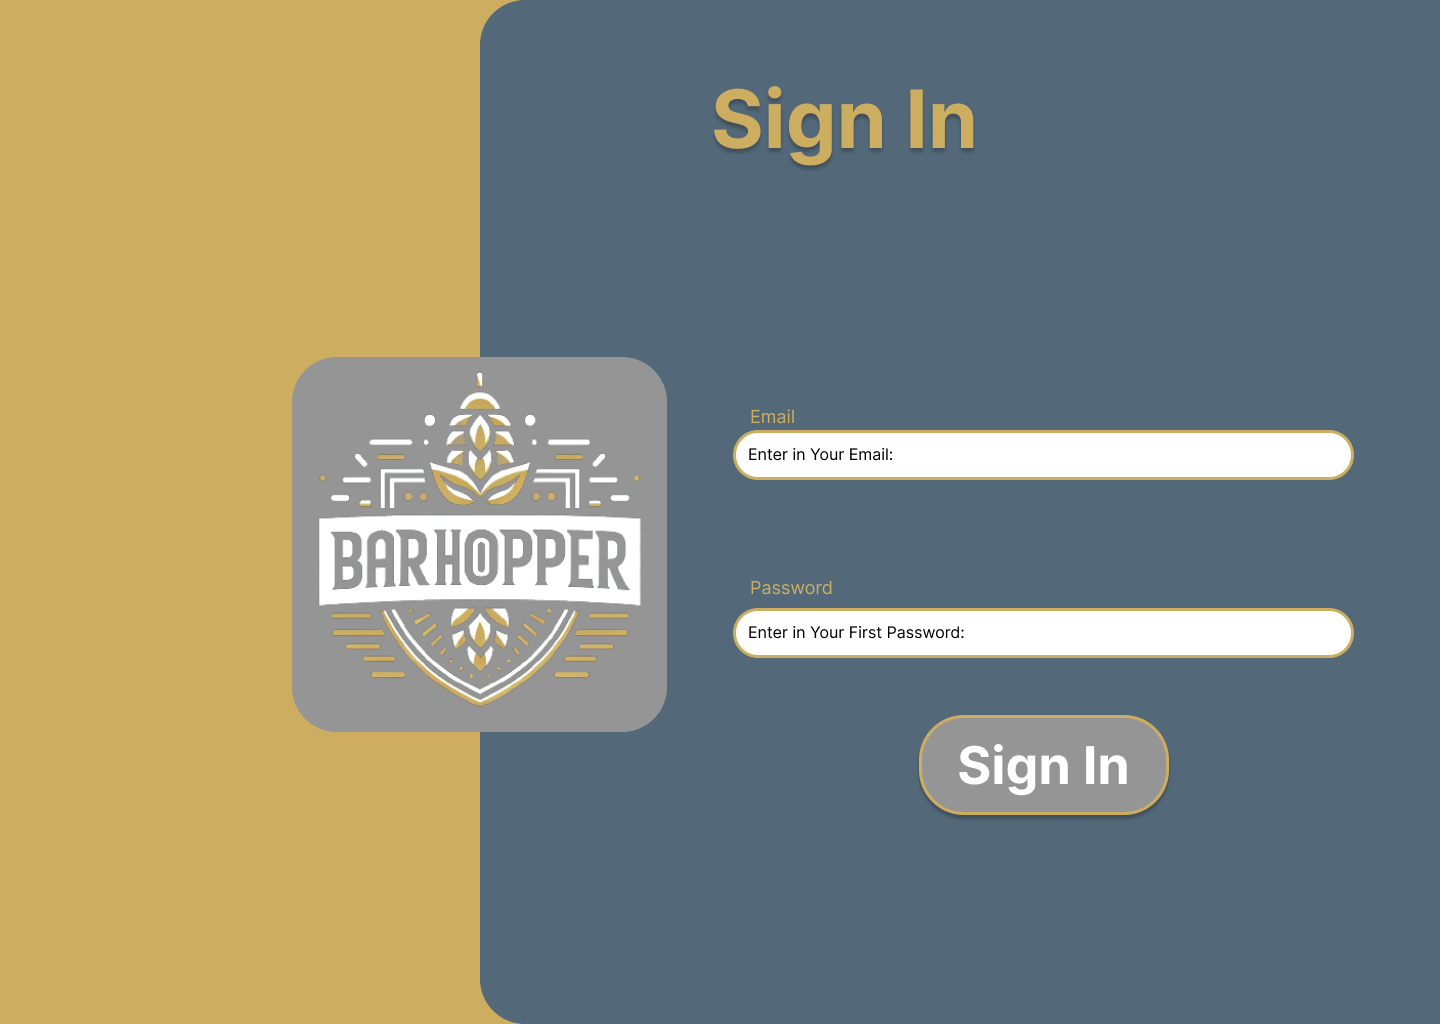 Sign In
BARHOPPER
Email
Enter in Your Email:
Password
Enter in Your First Password:
Sign In